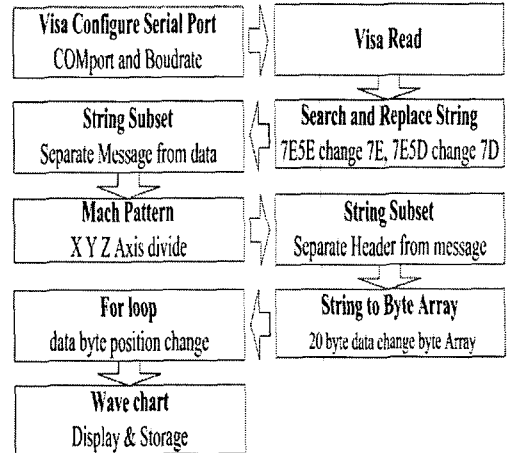 Visa Configure Serial Port
COMport and Boudrate
Visa Read
String Subset
Separate Message from data
Search and Replace String
7E5E change 7E, 7E5D change 7D
Mach Pattern
X Y Z Axis divide
String Subset
Separate Header from message
For loop
data byte position change
String to Byte Array
20 byte data change byte Array
Wave chart
Display & Storage